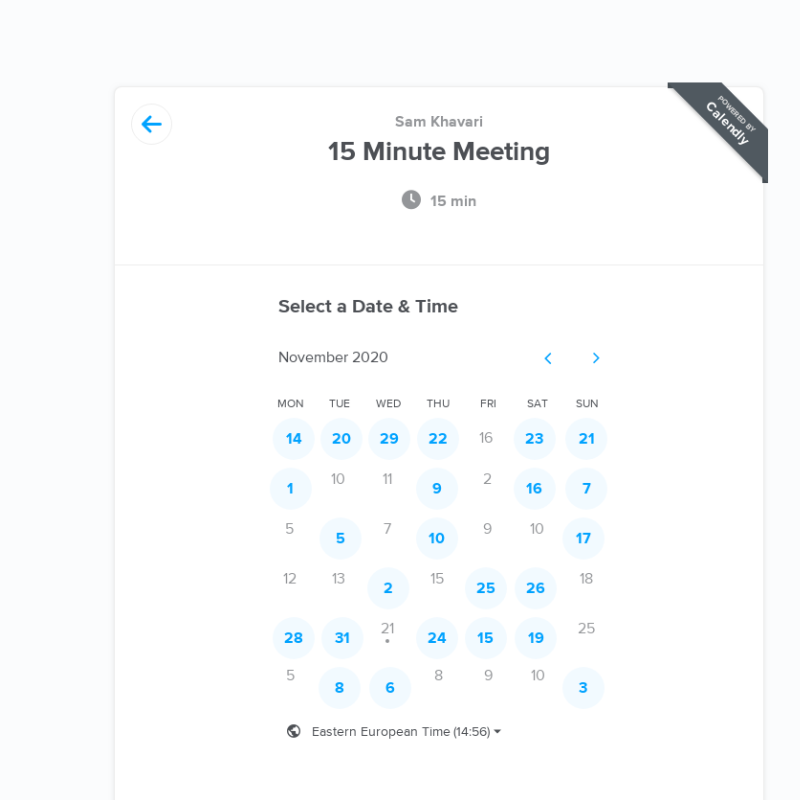 POWERED BY
Calendly
Sam Khavari
15 Minute Meeting
15 min
Select a Date & Time
November 2020
MON TUE WED THU FRI SAT SUN
14 20 29 22 16 23 21
1 10 11 9 2 16 7
5 5 7 10 9 10 17
12 13 2 15 25 26 18
28 31 21 24 15 19 25
5 8 6 8 9 10 3
Eastern European Time (14:56)